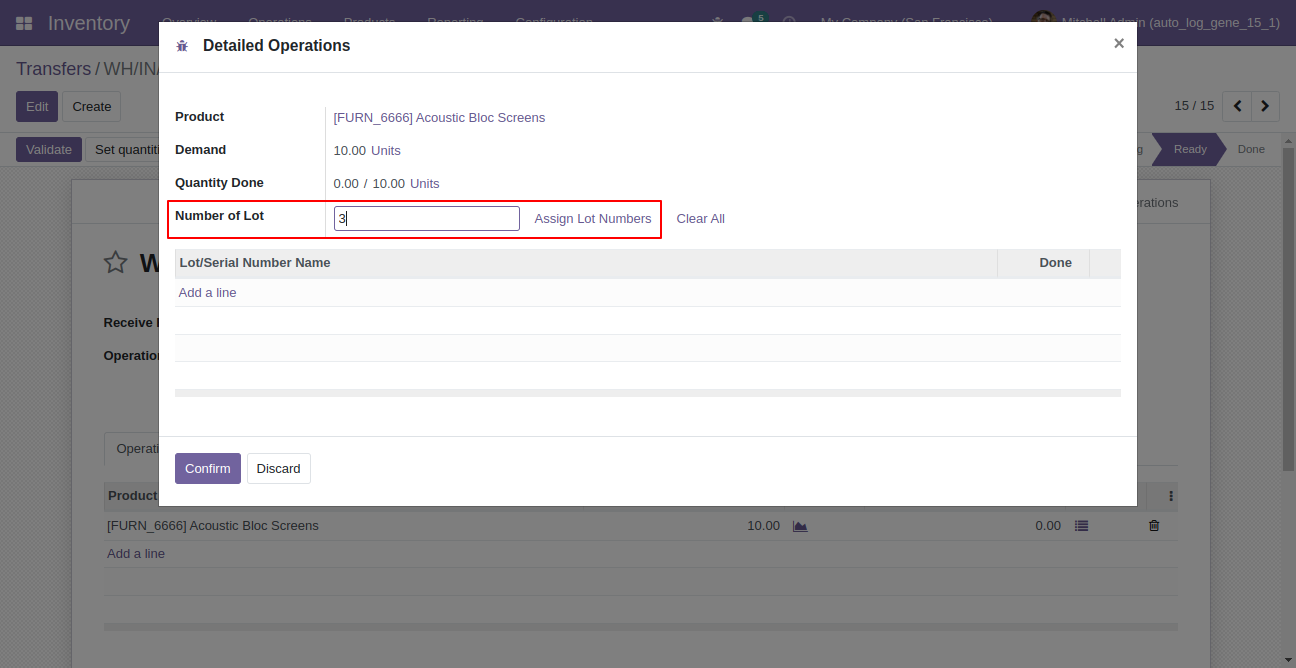 Inventory Overview Operations Products Reporting Configuration 5 My Company (San Francisco) Mitchell Admin (auto_log_gene_15_1)
Detailed Operations ×
Transfers / WH/IN
Edit Create 15 / 15
Validate Set quantiti Ready Done
Product [FURN_6666] Acoustic Bloc Screens
Demand 10.00 Units
Quantity Done 0.00 / 10.00 Units
Number of Lot 3 Assign Lot Numbers Clear All
Lot/Serial Number Name Done
Add a line
W
Receive
Operation
erations
Confirm Discard
Operati
Product
[FURN_6666] Acoustic Bloc Screens 10.00 0.00
Add a line